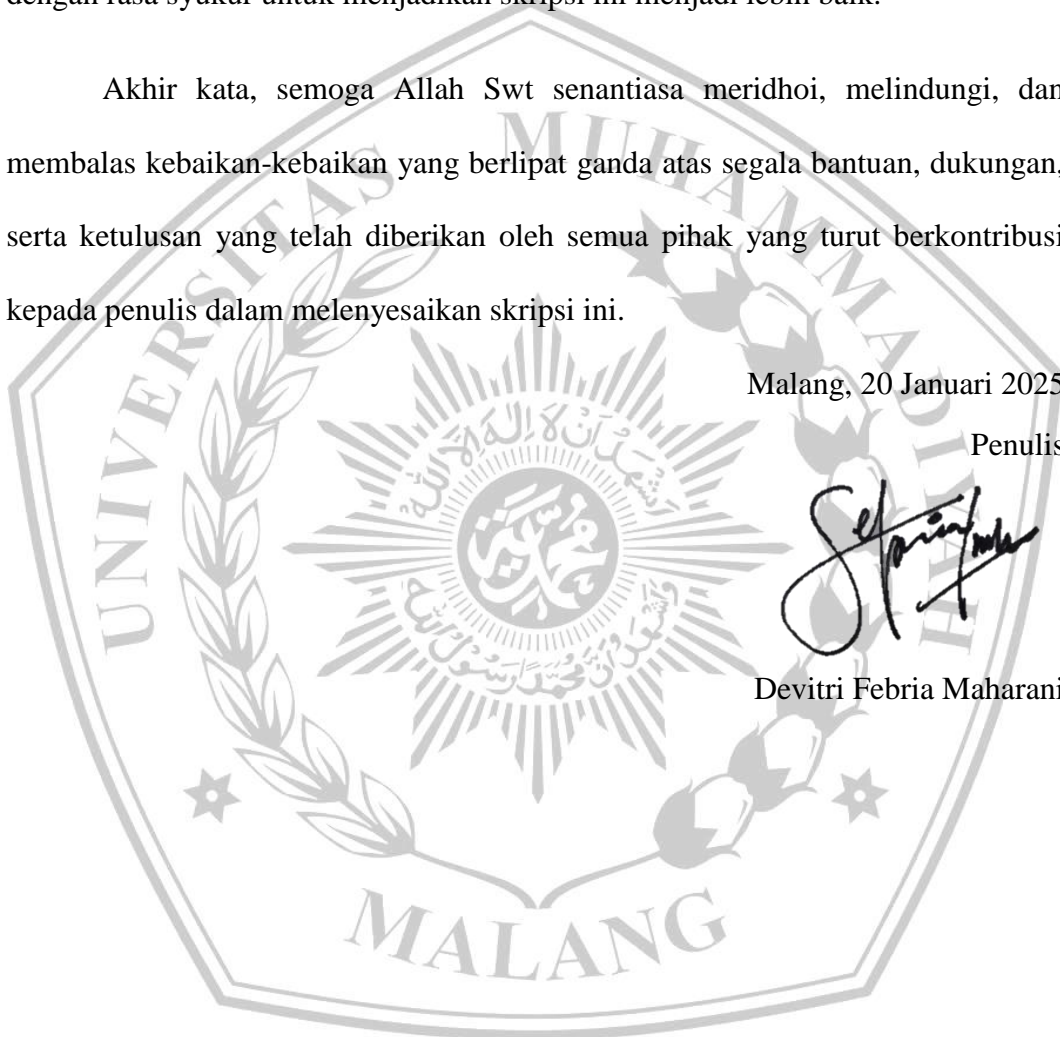 dengan rasa syukur untuk menjadikan skripsi ini menjadi lebih baik.
Akhir kata, semoga Allah Swt senantiasa meridhoi, melindungi, dan
membalas kebaikan-kebaikan yang berlipat ganda atas segala bantuan, dukungan,
serta ketulusan yang telah diberikan oleh semua pihak yang turut berkontribusi
kepada penulis dalam melenyesaikan skripsi ini.
Malang, 20 Januari 2025
Penulis
Devitri Febria Maharani
UNIVERSITAS MUHAMMADIYAH
MALANG